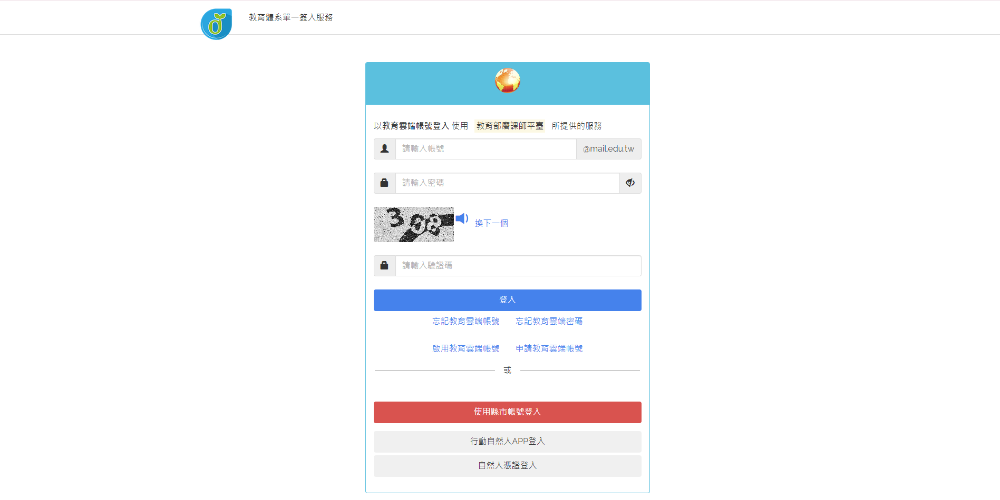 教育體系單一簽入服務
以教育雲端帳號登入 使用 教育部磨課師平臺 所提供的服務
請輸入帳號 @mail.edu.tw
請輸入密碼
308 換下一個
請輸入驗證碼
登入
忘記教育雲端帳號 忘記教育雲端密碼
啟用教育雲端帳號 申請教育雲端帳號
或
使用縣市帳號登入
行動自然人APP登入
自然人憑證登入